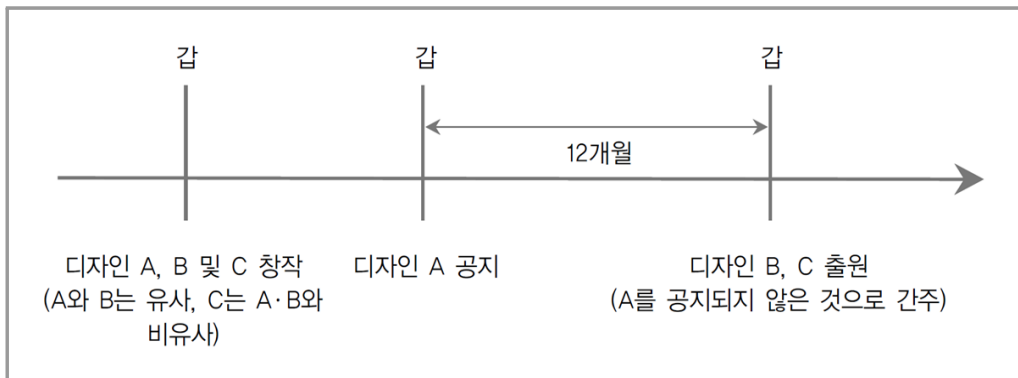 갑 갑 갑
12개월
디자인 A, B 및 C 창작 디자인 A 공지 디자인 B, C 출원
(A와 B는 유사, C는 A·B와 (A를 공지되지 않은 것으로 간주)
비유사)